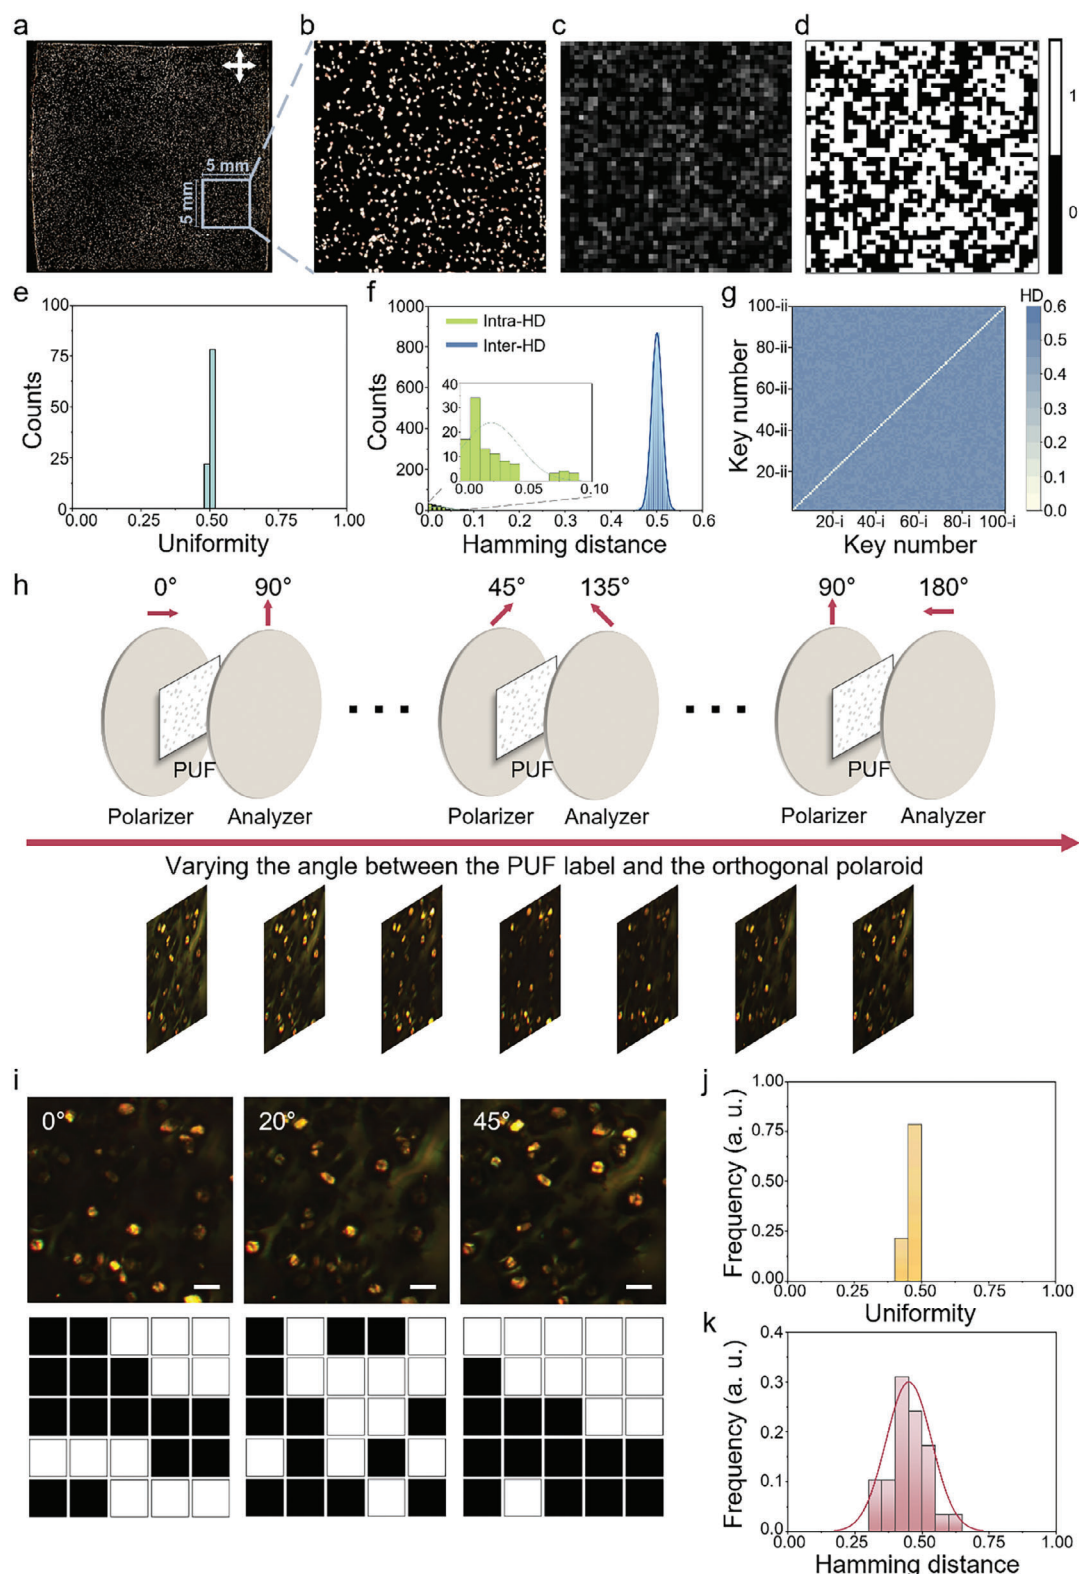 a
b
c
d
5 mm
5 mm
1
0
e
100
75
50
25
0
Counts
0.00 0.25 0.50 0.75 1.00
Uniformity
f
1000
800
600
400
200
0
Counts
Intra-HD
Inter-HD
40
30
20
10
0
0.00 0.05 0.10
0.0 0.1 0.2 0.3 0.4 0.5 0.6
Hamming distance
g
100-ii
80-ii
60-ii
40-ii
20-ii
Key number
20-i 40-i 60-i 80-i 100-i
Key number
HD
0.6
0.5
0.4
0.3
0.2
0.1
0.0
h
0° 90° 45° 135° 90° 180°
PUF PUF PUF
Polarizer Analyzer Polarizer Analyzer Polarizer Analyzer
Varying the angle between the PUF label and the orthogonal polaroid
i
0°
20°
45°
j
1.00
0.75
0.50
0.25
0.00
Frequency (a. u.)
0.00 0.25 0.50 0.75 1.00
Uniformity
k
0.4
0.3
0.2
0.1
0.0
Frequency (a. u.)
0.00 0.25 0.50 0.75 1.00
Hamming distance